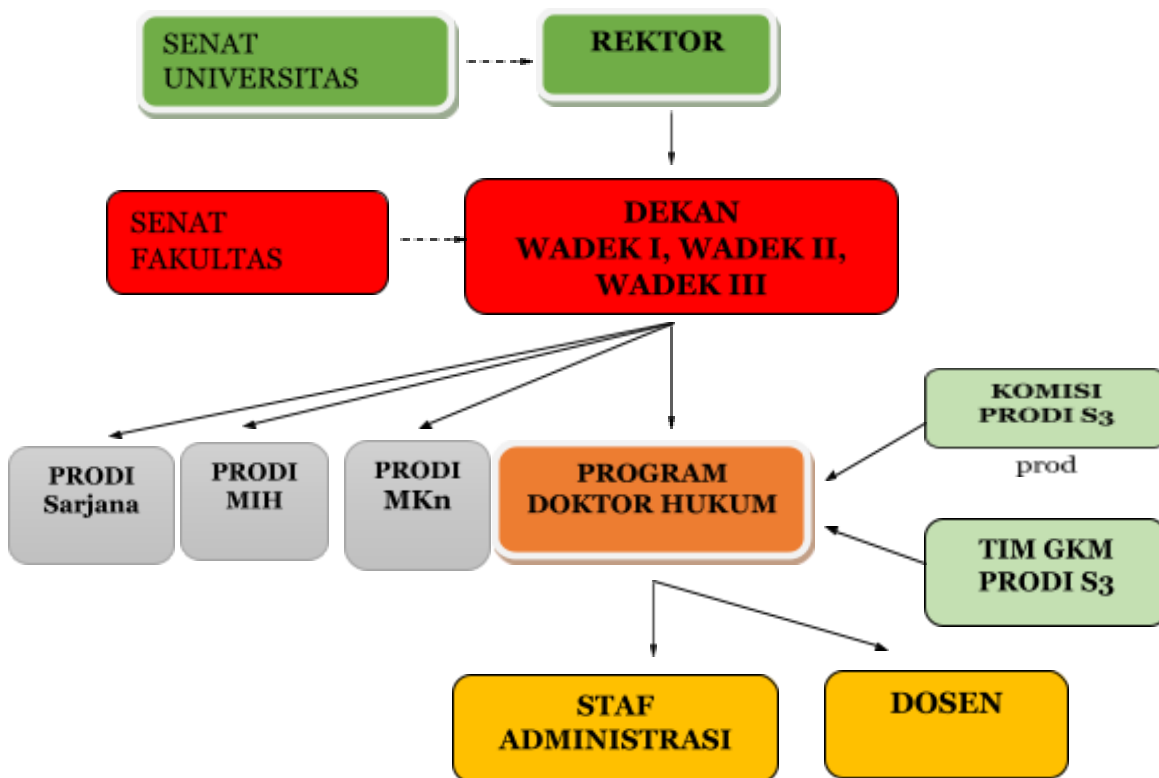 SENAT
UNIVERSITAS
REKTOR
SENAT
FAKULTAS
DEKAN
WADEK I, WADEK II,
WADEK III
PRODI
Sarjana
PRODI
MIH
PRODI
MKn
PROGRAM
DOKTOR HUKUM
KOMISI
PRODI S3
prod
TIM GKM
PRODI S3
STAF
ADMINISTRASI
DOSEN